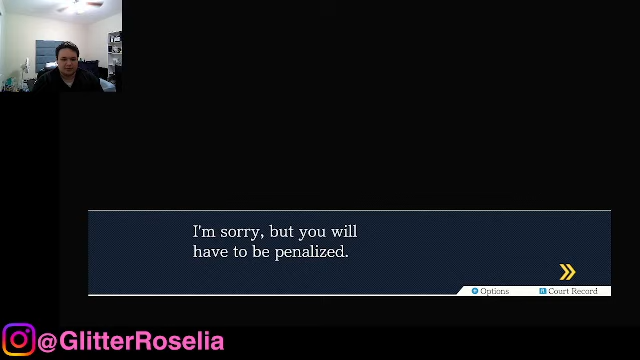 I'm sorry, but you will
have to be penalized.
Options
Court Record
@GlitterRoselia